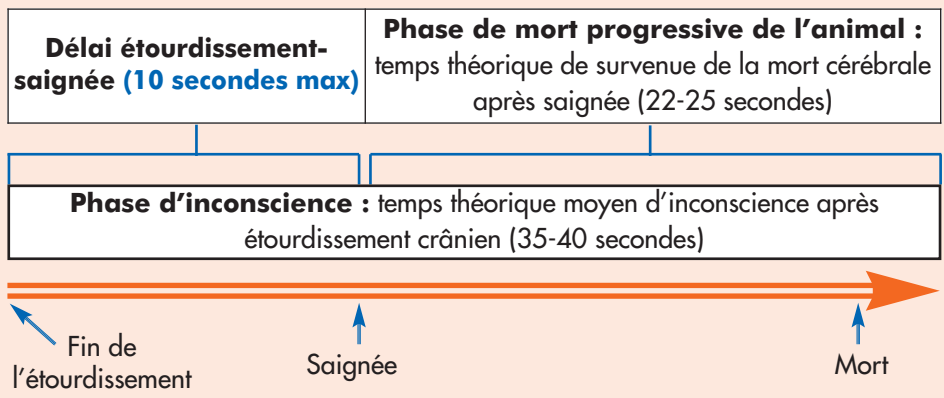 Délai étourdissement-
saignée (10 secondes max)
Phase de mort progressive de l'animal :
temps théorique de survenue de la mort cérébrale
après saignée (22-25 secondes)
Phase d'inconscience : temps théorique moyen d'inconscience après
étourdissement crânien (35-40 secondes)
Fin de
l'étourdissement
Saignée
Mort